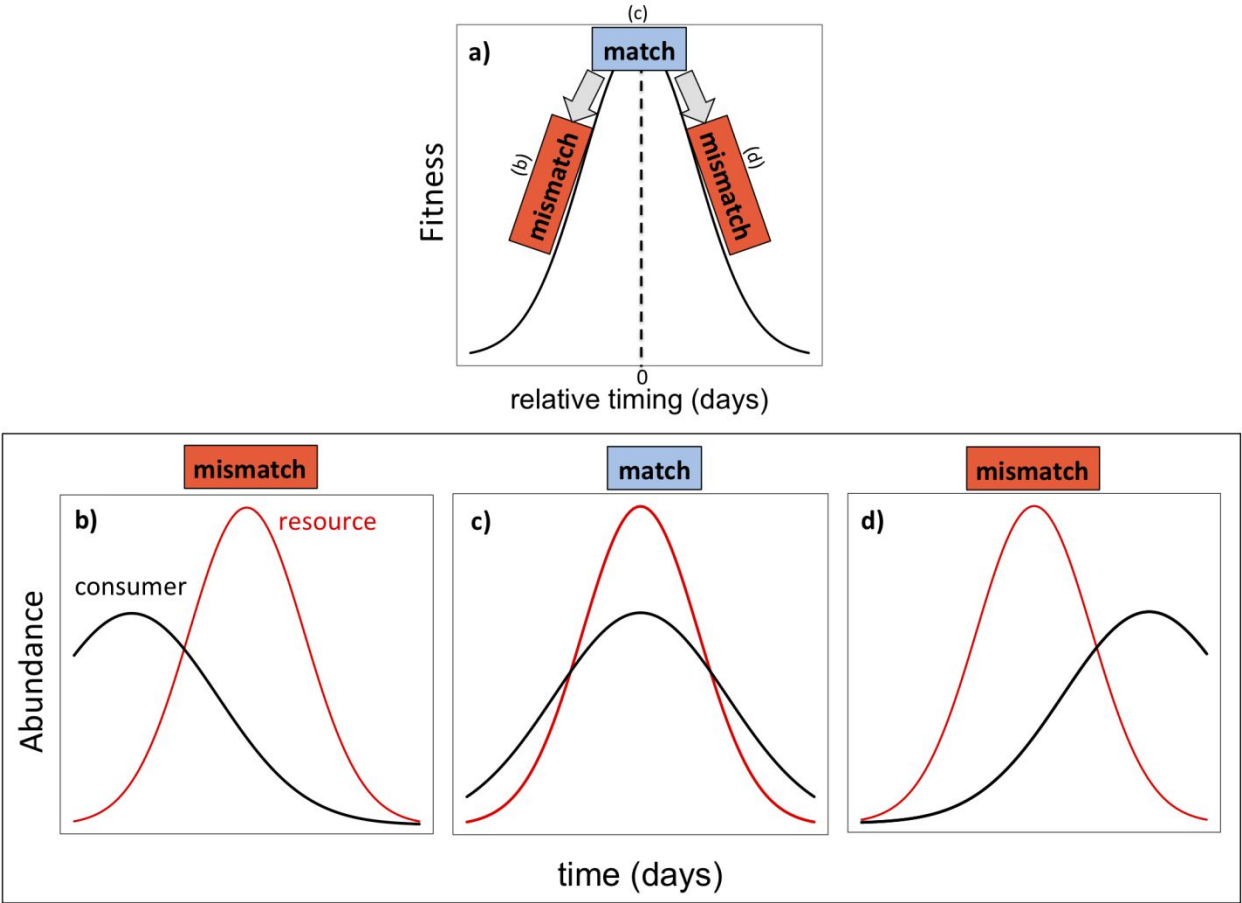 (c)
a)
match
mismatch
(b)
mismatch
(d)
Fitness
0
relative timing (days)
mismatch
match
mismatch
b)
resource
consumer
c)
d)
Abundance
time (days)